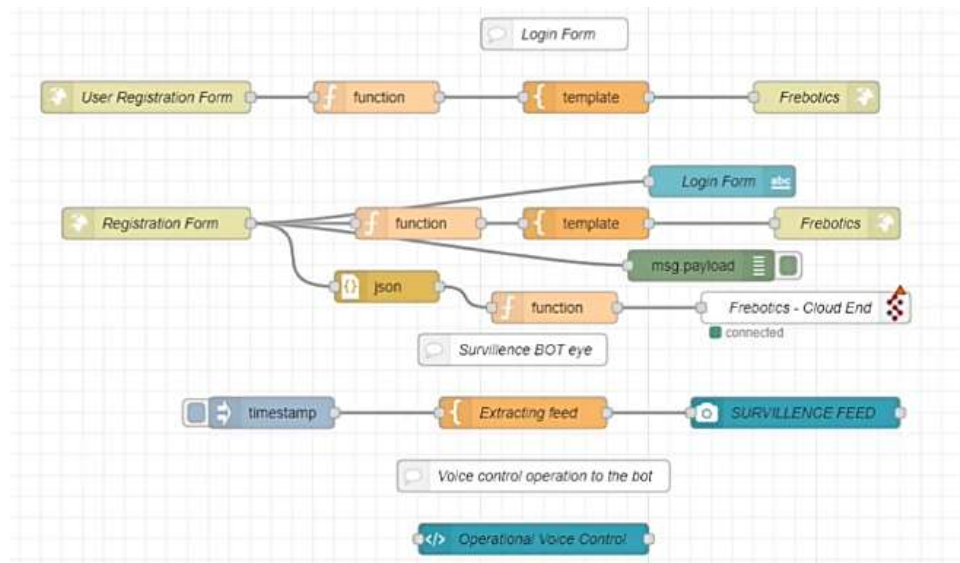 Login Form
User Registration Form
function
template
Frebotics
Login Form
abc
Registration Form
function
template
Frebotics
msg.payload
json
function
Frebotics - Cloud End
connected
Survillence BOT eye
timestamp
Extracting feed
SURVILLENCE FEED
Voice control operation to the bot
</> Operational Voice Control